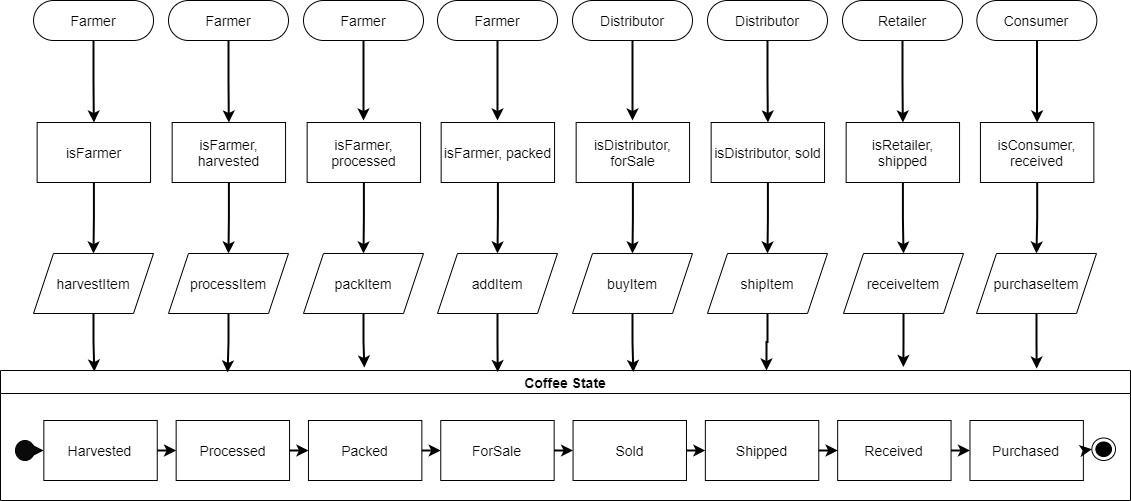 Farmer
Farmer
Farmer
Farmer
Distributor
Distributor
Retailer
Consumer
isFarmer
isFarmer,
harvested
isFarmer,
processed
isFarmer, packed
isDistributor,
forSale
isDistributor, sold
isRetailer,
shipped
isConsumer,
received
harvestItem
processItem
packItem
addItem
buyItem
shipItem
receiveItem
purchaseItem
Coffee State
Harvested
Processed
Packed
ForSale
Sold
Shipped
Received
Purchased